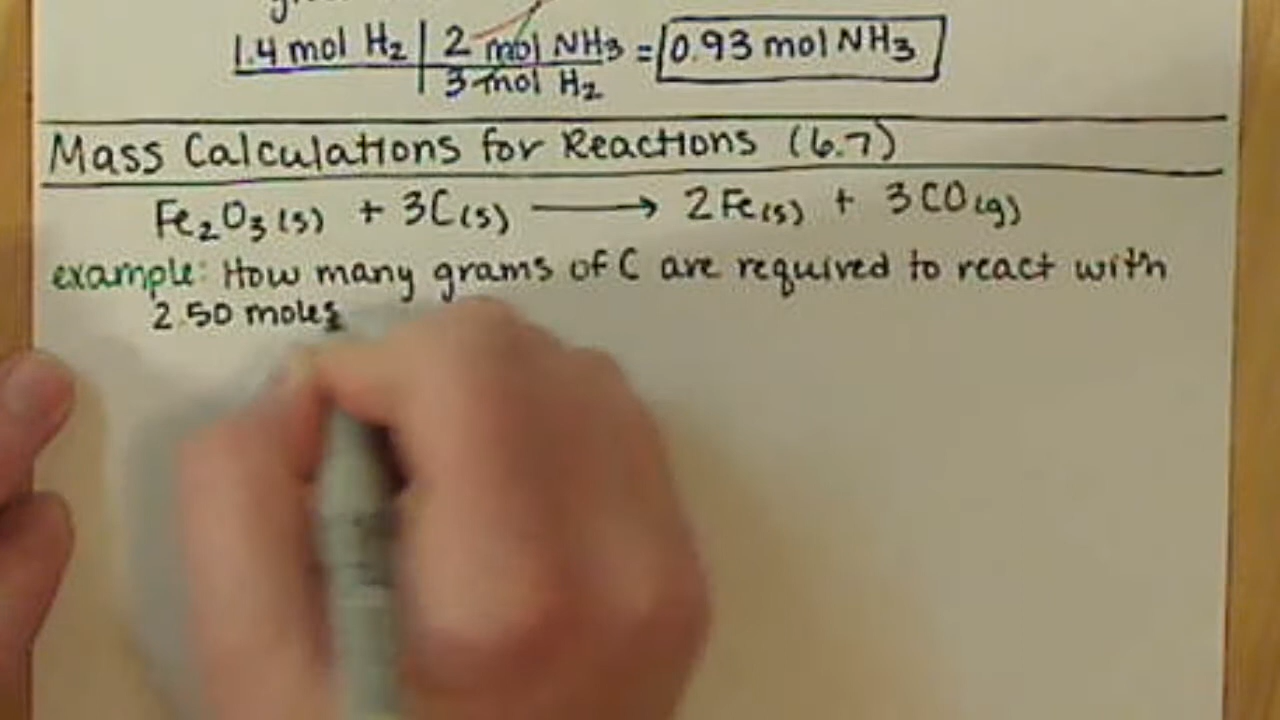 1.4 mol H₂ | 2 mol NH₃ = 0.93 mol NH₃
3 mol H₂
Mass Calculations for Reactions (6.7)
Fe₂O₃(s) + 3C(s) ⟶ 2Fe(s) + 3CO(g)
example: How many grams of C are required to react with
2.50 moles